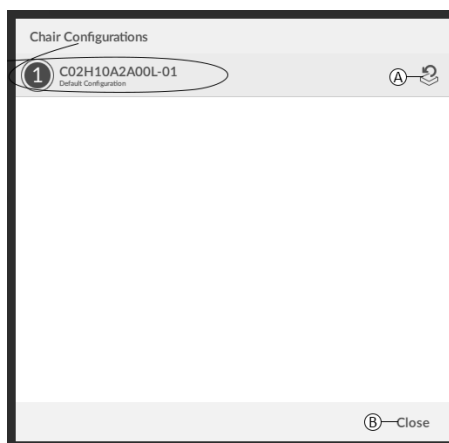 Chair Configurations
1 C02H10A2A00L-01
Default Configuration
A
B Close